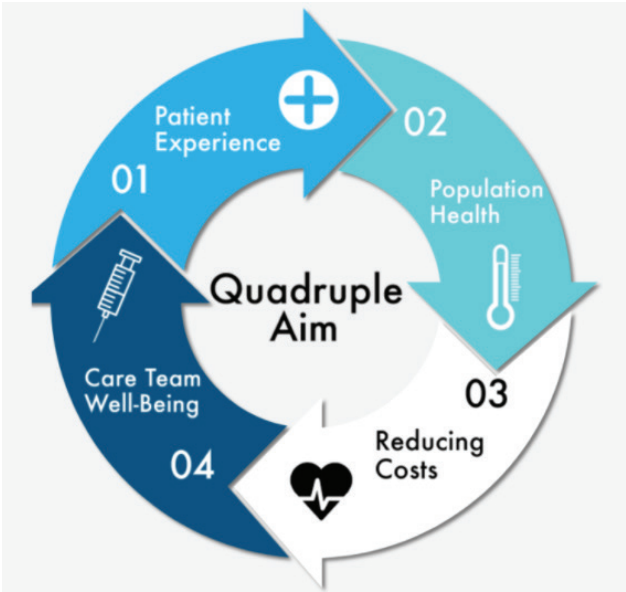 01
Patient
Experience
02
Population
Health
03
Reducing
Costs
04
Care Team
Well-Being
Quadruple
Aim